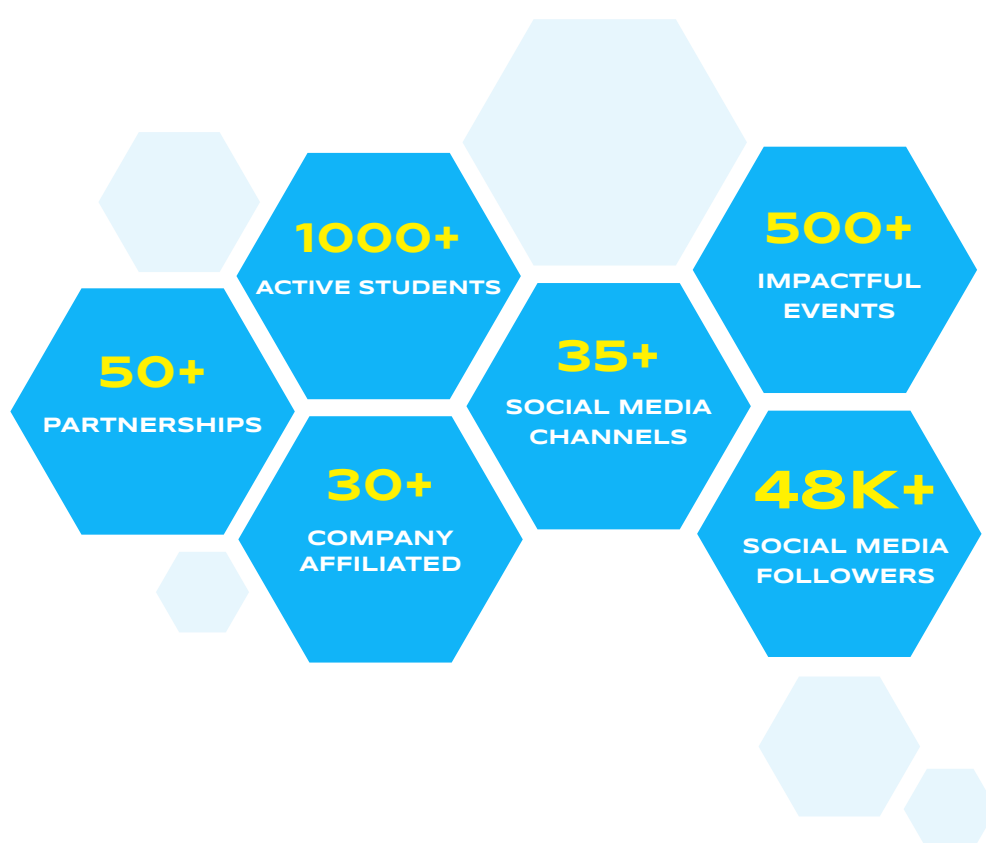 1000+
ACTIVE STUDENTS
500+
IMPACTFUL
EVENTS
50+
PARTNERSHIPS
35+
SOCIAL MEDIA
CHANNELS
30+
COMPANY
AFFILIATED
48K+
SOCIAL MEDIA
FOLLOWERS